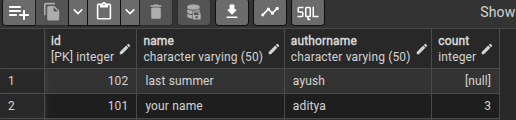 SQL Show
id name authorname count
[PK] integer character varying (50) character varying (50) integer
1 102 last summer ayush [null]
2 101 your name aditya 3